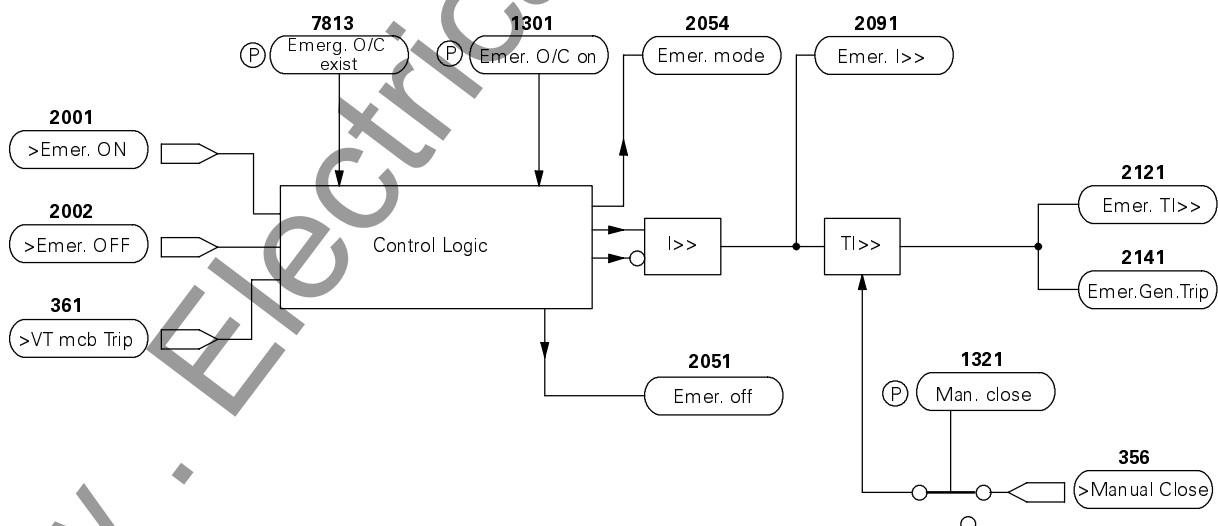 7813
1301
2054
2091
P
Emerg. O/C
exist
P
Emer. O/C on
Emer. mode
Emer. I>>
2001
>Emer. ON
2002
>Emer. OFF
361
>VT mcb Trip
Control Logic
I>>
TI>>
2121
Emer. TI>>
2141
Emer.Gen.Trip
2051
Emer. off
1321
P
Man. close
356
>Manual Close
. Electrica